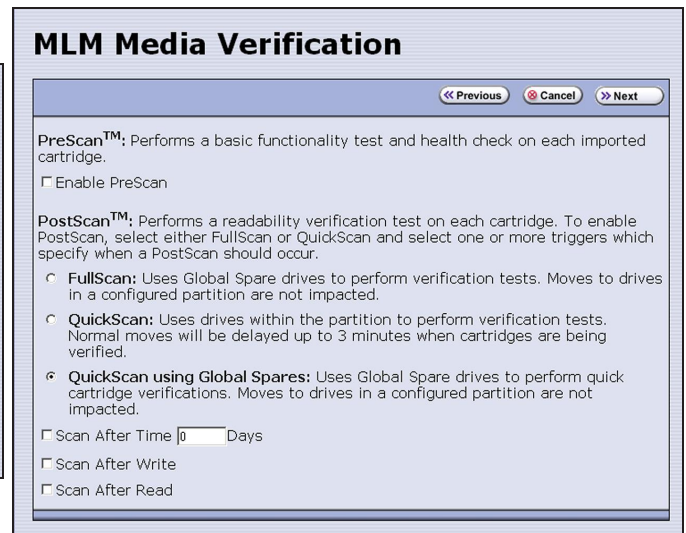 MLM Media Verification
Previous Cancel Next
PreScan™: Performs a basic functionality test and health check on each imported
cartridge.
Enable PreScan
PostScan™: Performs a readability verification test on each cartridge. To enable
PostScan, select either FullScan or QuickScan and select one or more triggers which
specify when a PostScan should occur.
FullScan: Uses Global Spare drives to perform verification tests. Moves to drives
in a configured partition are not impacted.
QuickScan: Uses drives within the partition to perform verification tests.
Normal moves will be delayed up to 3 minutes when cartridges are being
verified.
QuickScan using Global Spares: Uses Global Spare drives to perform quick
cartridge verifications. Moves to drives in a configured partition are not
impacted.
Scan After Time 0 Days
Scan After Write
Scan After Read